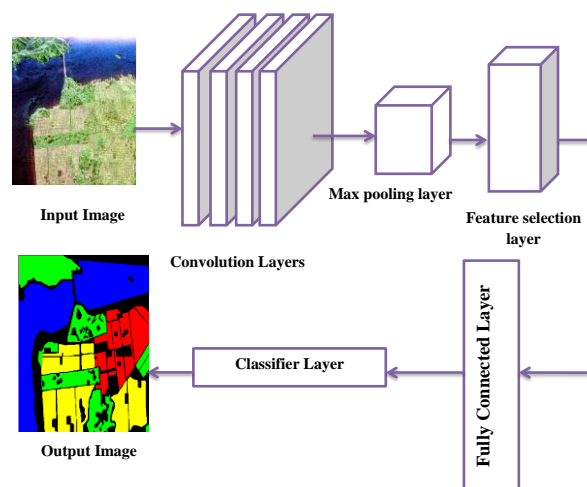 Input Image
Convolution Layers
Max pooling layer
Feature selection
layer
Fully Connected Layer
Classifier Layer
Output Image